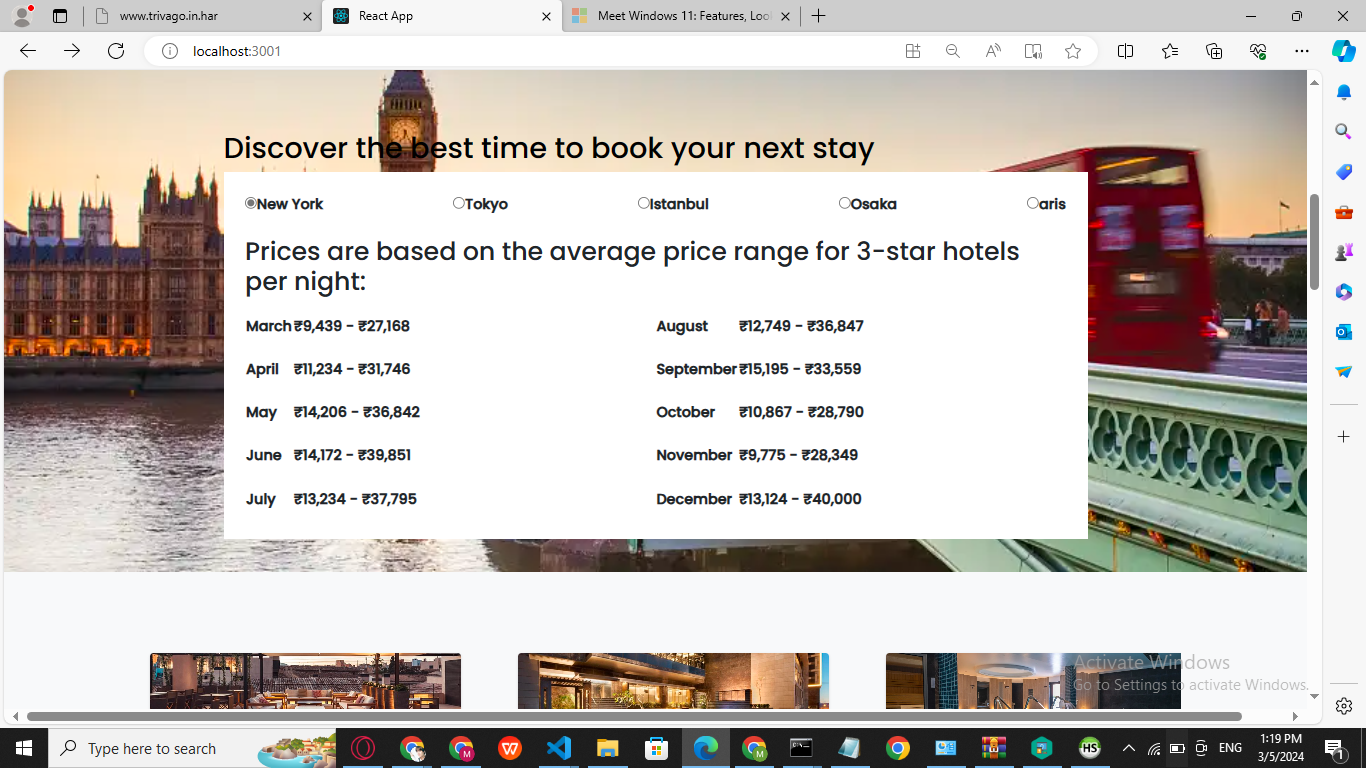 www.trivago.in.har
React App
Meet Windows 11: Features, Look
localhost:3001
Discover the best time to book your next stay
New York Tokyo Istanbul Osaka aris
Prices are based on the average price range for 3-star hotels
per night:
March ₹9,439 - ₹27,168 August ₹12,749 - ₹36,847
April ₹11,234 - ₹31,746 September ₹15,195 - ₹33,559
May ₹14,206 - ₹36,842 October ₹10,867 - ₹28,790
June ₹14,172 - ₹39,851 November ₹9,775 - ₹28,349
July ₹13,234 - ₹37,795 December ₹13,124 - ₹40,000
Activate Windows
Go to Settings to activate Windows.
Type here to search
W
M
M
HS
ENG
1:19 PM
3/5/2024
1